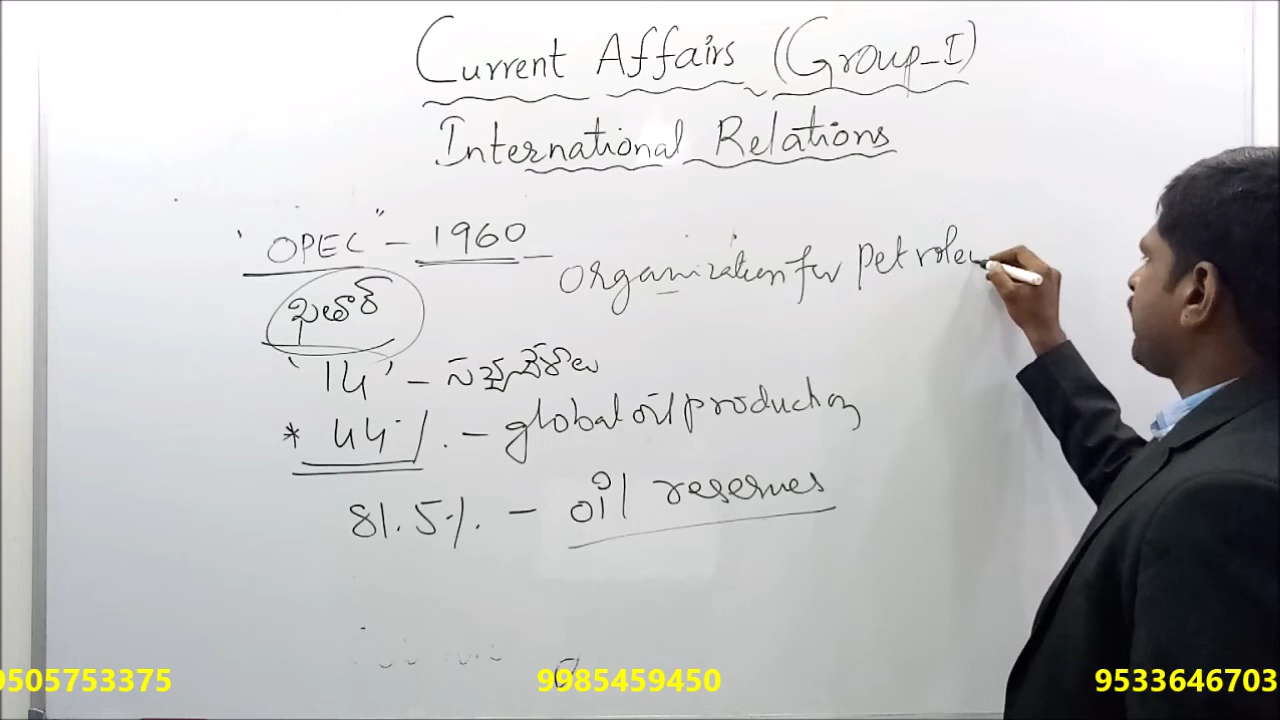 Current Affairs (Group-I)
International Relations
"OPEC" - 1960 - organization for Petroleu
ఖతార్
'14' - సభ్యదేశాలు
* 44% - global oil production
81.5% - oil reserves
9505753375
9985459450
9533646703